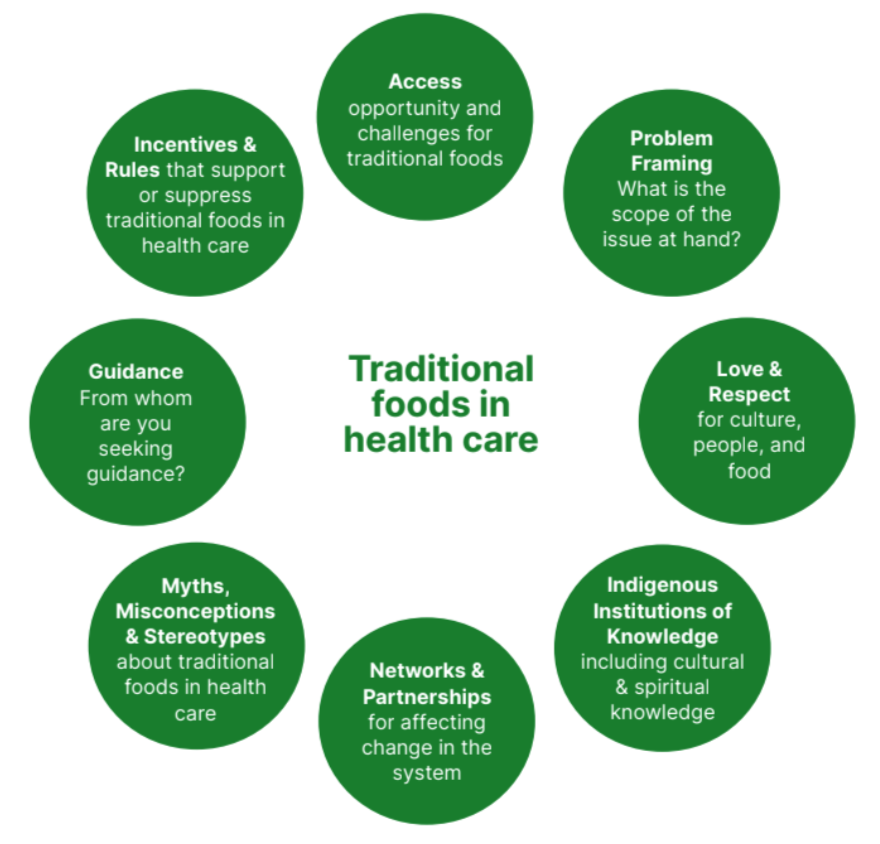 Access
opportunity and
challenges for
traditional foods
Problem
Framing
What is the
scope of the
issue at hand?
Love &
Respect
for culture,
people, and
food
Indigenous
Institutions of
Knowledge
including cultural
& spiritual
knowledge
Networks &
Partnerships
for affecting
change in the
system
Myths,
Misconceptions
& Stereotypes
about traditional
foods in health
care
Guidance
From whom
are you
seeking
guidance?
Incentives &
Rules that support
or suppress
traditional foods in
health care
Traditional
foods in
health care